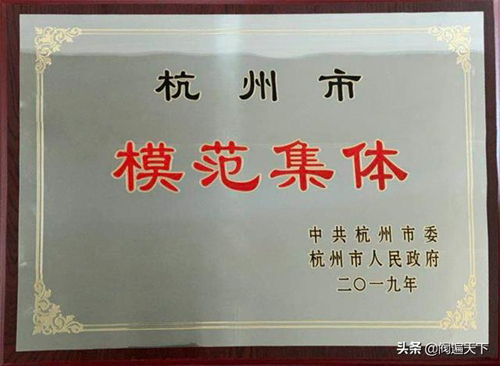 杭州市
模范集体
中共杭州市委
杭州市人民政府
二〇一九年
头条 @阀遍天下